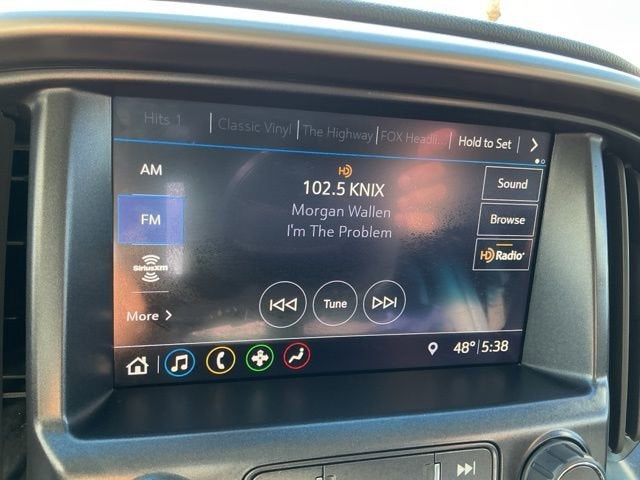 Hits 1 Classic Vinyl The Highway FOX Headli... Hold to Set
AM
FM
SiriusXM
More
HD
102.5 KNIX
Morgan Wallen
I'm The Problem
Tune
Sound
Browse
HD Radio
48° 5:38